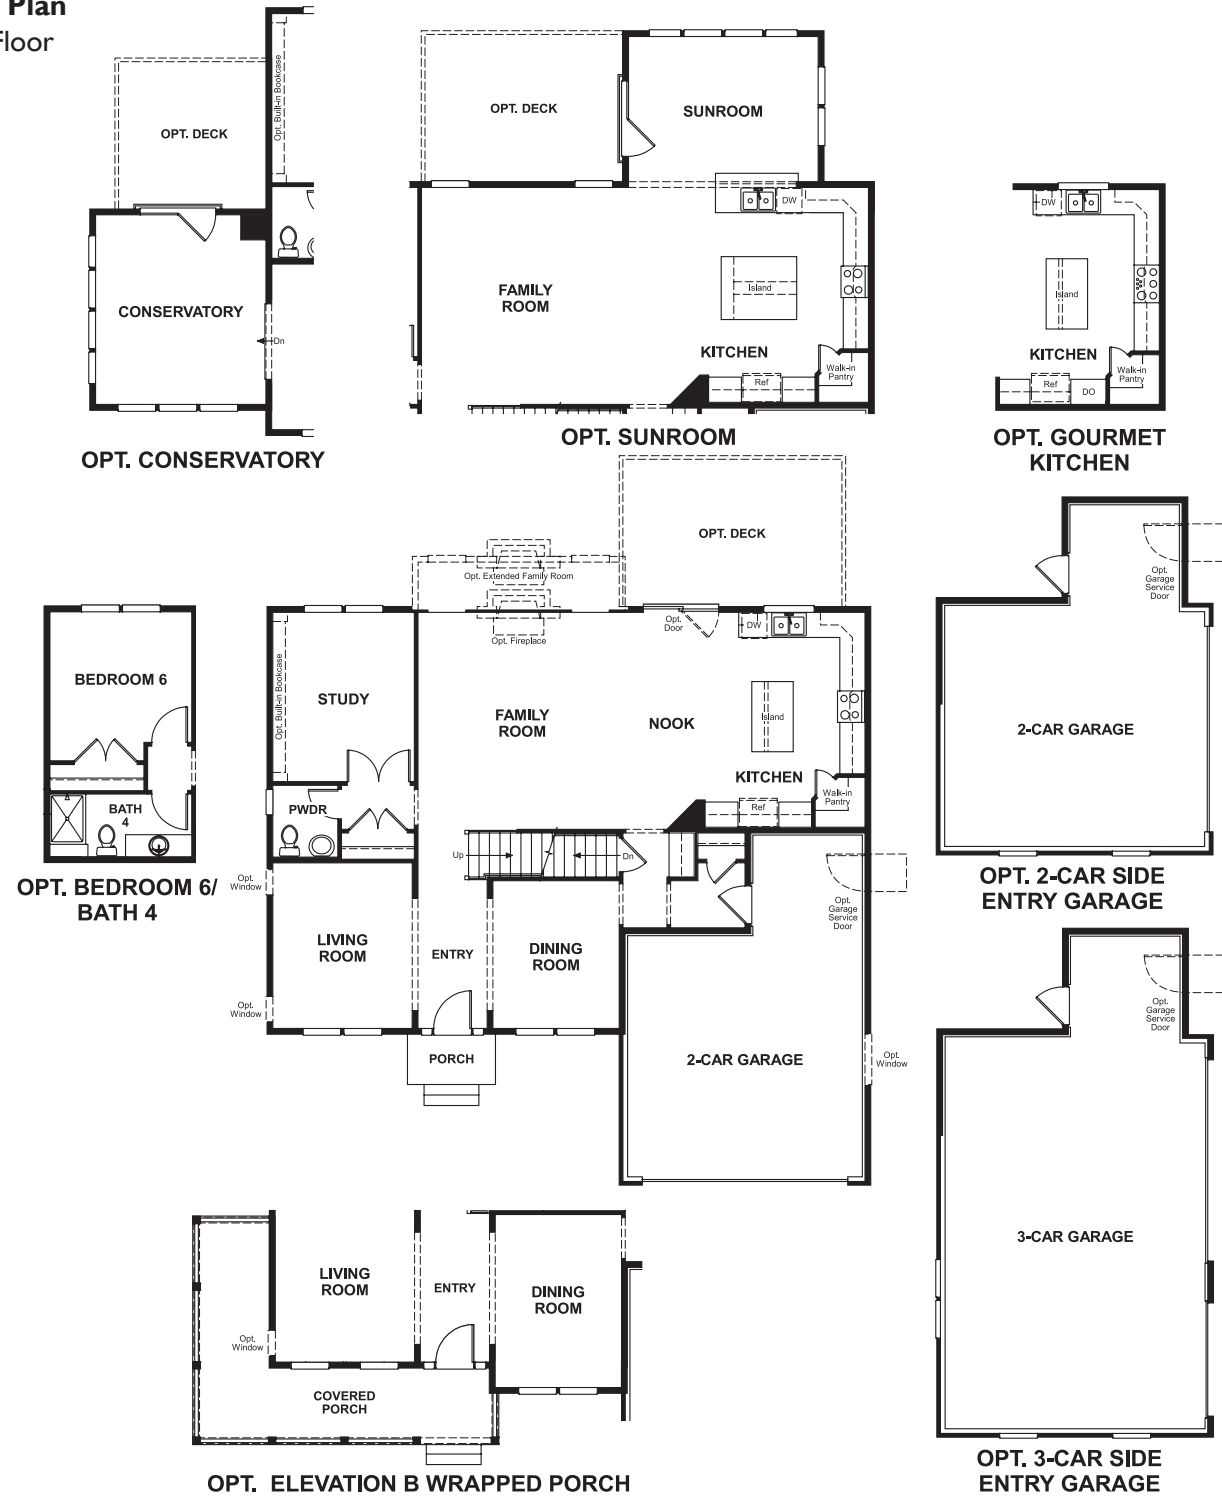 Plan
Floor
OPT. DECK
Opt. Built-in Bookcase
CONSERVATORY
Dn
OPT. CONSERVATORY
OPT. DECK
SUNROOM
DW
FAMILY
ROOM
Island
KITCHEN
Walk-in
Pantry
Ref
OPT. SUNROOM
DW
Island
KITCHEN
Walk-in
Pantry
Ref
DO
OPT. GOURMET
KITCHEN
OPT. DECK
Opt. Extended Family Room
Opt. Fireplace
Opt.
Door
DW
Opt. Built-in Bookcase
STUDY
FAMILY
ROOM
NOOK
Island
KITCHEN
Walk-in
Pantry
Ref
PWDR
Up
Dn
Opt.
Window
LIVING
ROOM
ENTRY
DINING
ROOM
Opt.
Garage
Service
Door
Opt.
Window
PORCH
2-CAR GARAGE
Opt.
Window
BEDROOM 6
BATH
4
OPT. BEDROOM 6/
BATH 4
Opt.
Garage
Service
Door
2-CAR GARAGE
OPT. 2-CAR SIDE
ENTRY GARAGE
Opt.
Garage
Service
Door
3-CAR GARAGE
OPT. 3-CAR SIDE
ENTRY GARAGE
LIVING
ROOM
ENTRY
DINING
ROOM
Opt.
Window
COVERED
PORCH
OPT. ELEVATION B WRAPPED PORCH